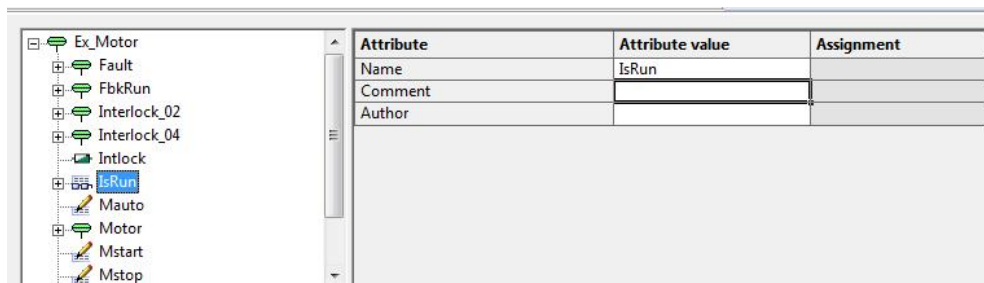 Ex_Motor
Fault
FbkRun
Interlock_02
Interlock_04
Intlock
IsRun
Mauto
Motor
Mstart
Mstop
Attribute Attribute value Assignment
Name IsRun
Comment
Author